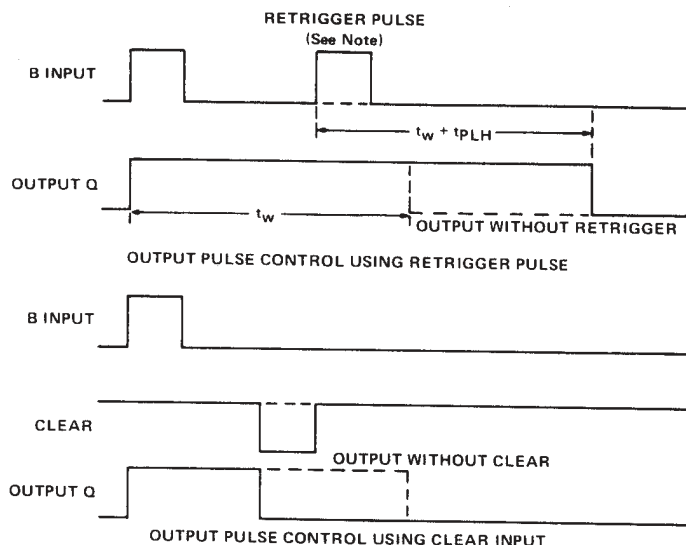 RETRIGGER PULSE
(See Note)
B INPUT
tw + tPLH
OUTPUT Q
tw
OUTPUT WITHOUT RETRIGGER
OUTPUT PULSE CONTROL USING RETRIGGER PULSE
B INPUT
CLEAR
OUTPUT WITHOUT CLEAR
OUTPUT Q
OUTPUT PULSE CONTROL USING CLEAR INPUT